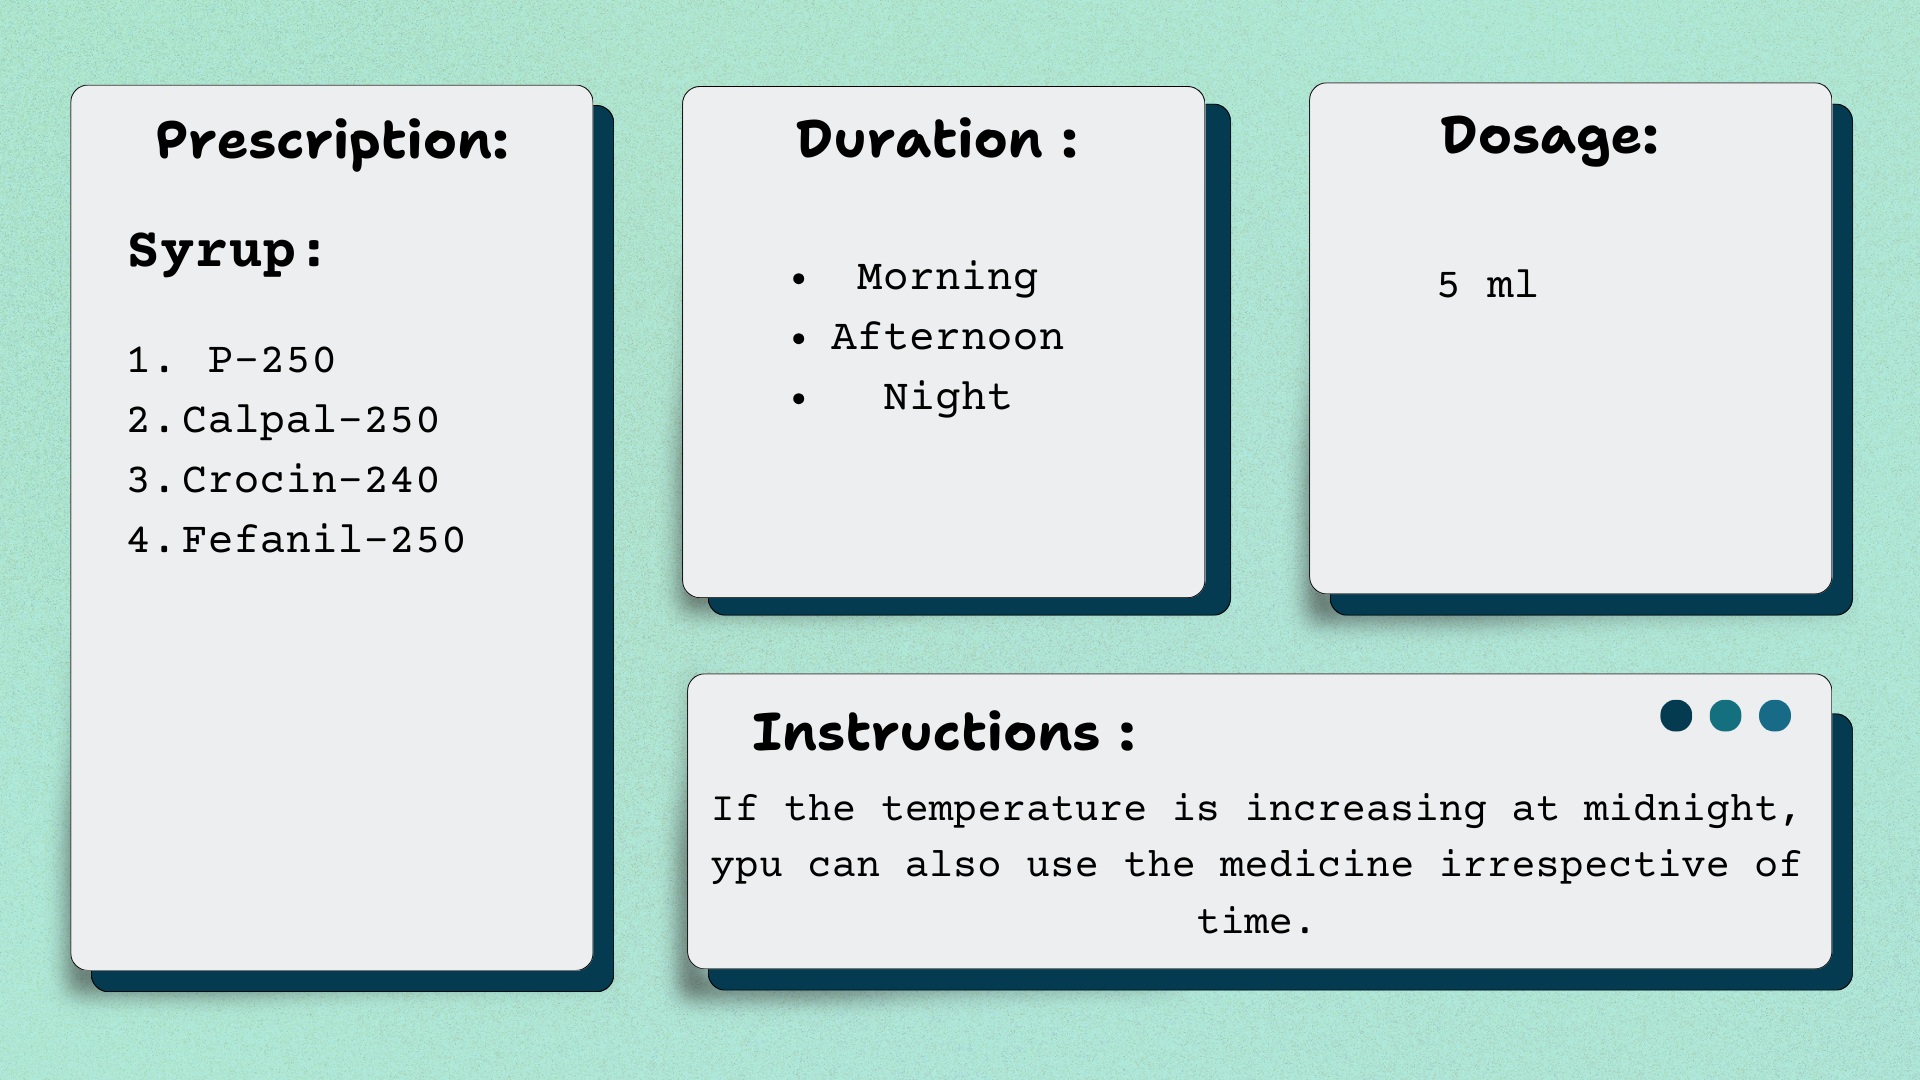 Prescription:
Syrup:
1. P-250
2.Calpal-250
3.Crocin-240
4.Fefanil-250
Duration :
• Morning
• Afternoon
• Night
Dosage:
5 ml
Instructions :
If the temperature is increasing at midnight,
ypu can also use the medicine irrespective of
time.